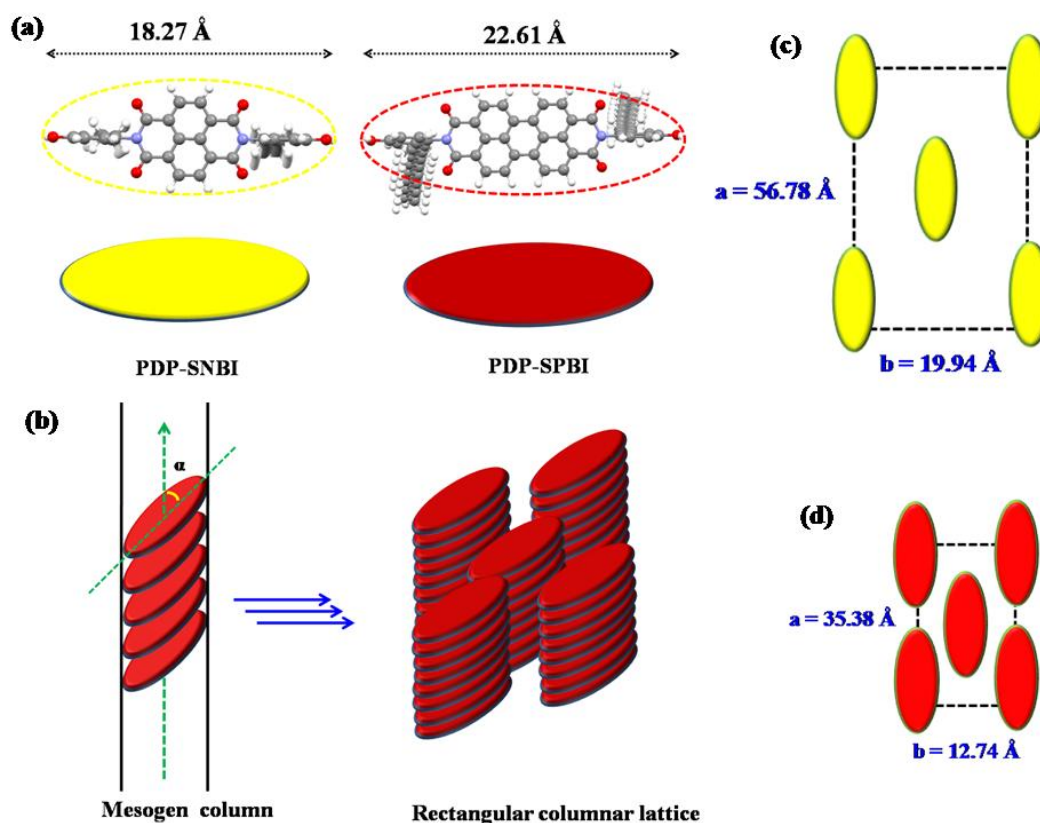 (a)
18.27 Å
22.61 Å
PDP-SNBI
PDP-SPBI
(b)
α
Mesogen column
Rectangular columnar lattice
(c)
a = 56.78 Å
b = 19.94 Å
(d)
a = 35.38 Å
b = 12.74 Å